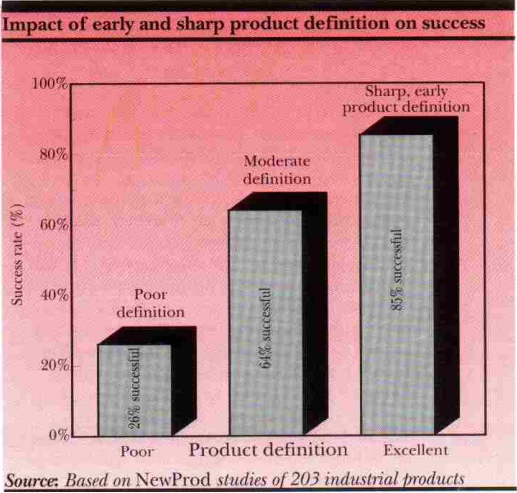 Impact of early and sharp product definition on success
100%
80%
60%
40%
20%
0%
Success rate (%)
Poor
definition
26% successful
Moderate
definition
64% successful
Sharp, early
product definition
85% successful
Poor
Product definition
Excellent
Source: Based on NewProd studies of 203 industrial products